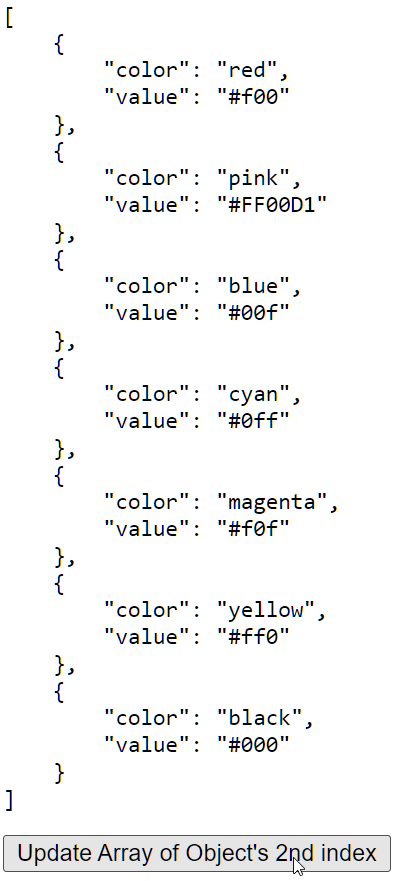 [
    {
        "color": "red",
        "value": "#f00"
    },
    {
        "color": "pink",
        "value": "#FF00D1"
    },
    {
        "color": "blue",
        "value": "#00f"
    },
    {
        "color": "cyan",
        "value": "#0ff"
    },
    {
        "color": "magenta",
        "value": "#f0f"
    },
    {
        "color": "yellow",
        "value": "#ff0"
    },
    {
        "color": "black",
        "value": "#000"
    }
]
Update Array of Object's 2nd index